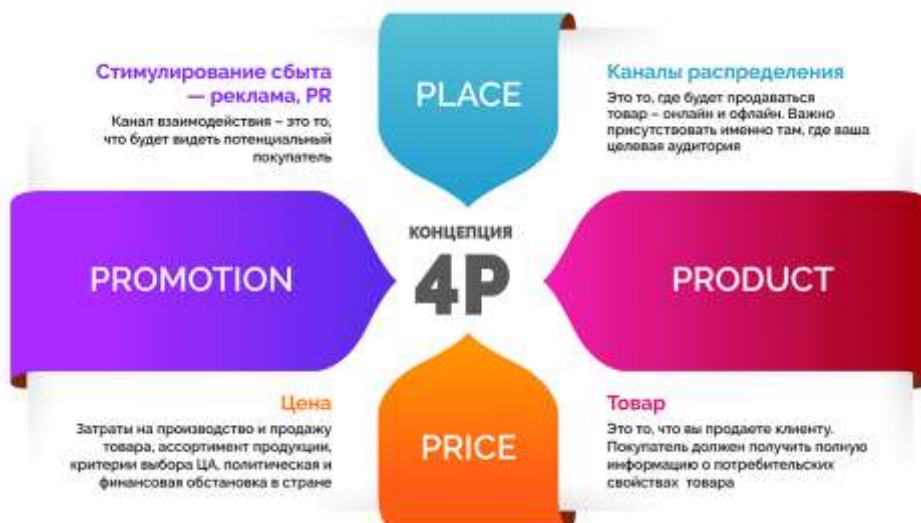 Стимулирование сбыта
— реклама, PR
Канал взаимодействия – это то,
что будет видеть потенциальный
покупатель
PLACE
Каналы распределения
Это то, где будет продаваться
товар – онлайн и офлайн. Важно
присутствовать именно там, где ваша
целевая аудитория
PROMOTION
КОНЦЕПЦИЯ
4P
PRODUCT
Цена
Затраты на производство и продажу
товара, ассортимент продукции,
критерии выбора ЦА, политическая и
финансовая обстановка в стране
PRICE
Товар
Это то, что вы продаете клиенту.
Покупатель должен получить полную
информацию о потребительских
свойствах товара